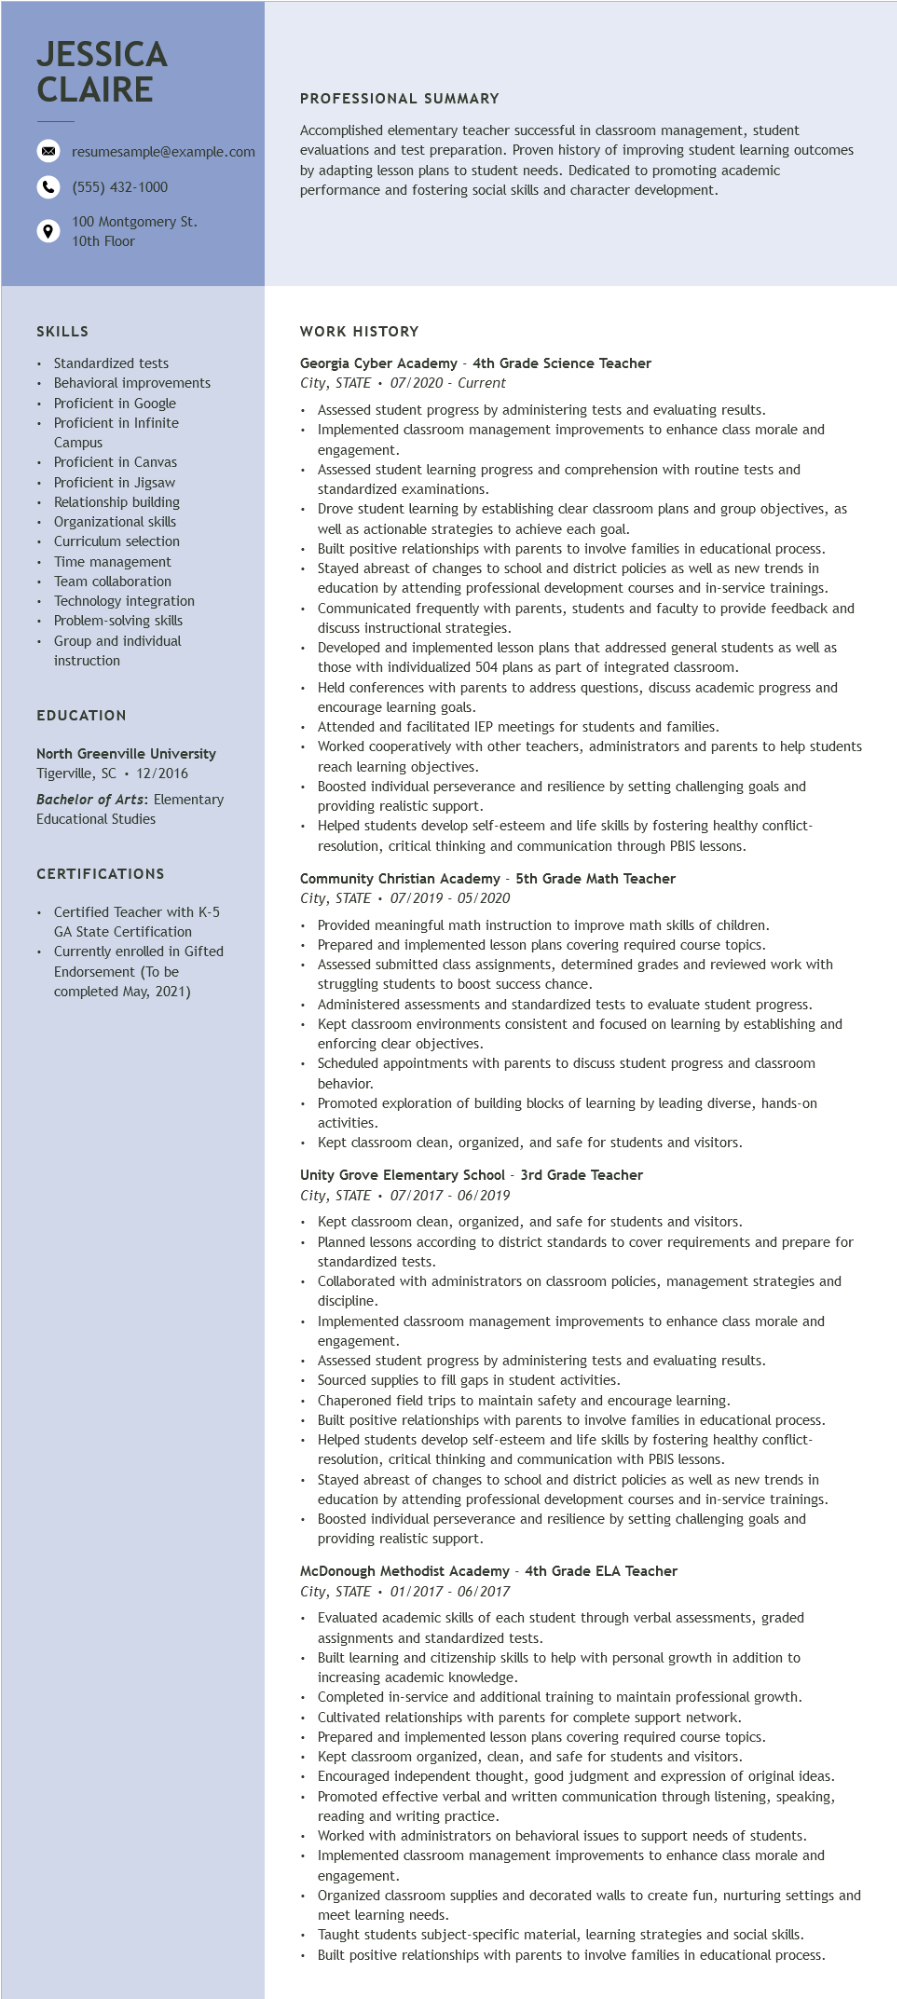 JESSICA
CLAIRE
resumesample@example.com
(555) 432-1000
100 Montgomery St.
10th Floor
PROFESSIONAL SUMMARY
Accomplished elementary teacher successful in classroom management, student
evaluations and test preparation. Proven history of improving student learning outcomes
by adapting lesson plans to student needs. Dedicated to promoting academic
performance and fostering social skills and character development.
SKILLS
• Standardized tests
• Behavioral improvements
• Proficient in Google
• Proficient in Infinite
Campus
• Proficient in Canvas
• Proficient in Jigsaw
• Relationship building
• Organizational skills
• Curriculum selection
• Time management
• Team collaboration
• Technology integration
• Problem-solving skills
• Group and individual
instruction
EDUCATION
North Greenville University
Tigerville, SC • 12/2016
Bachelor of Arts: Elementary
Educational Studies
CERTIFICATIONS
• Certified Teacher with K-5
GA State Certification
• Currently enrolled in Gifted
Endorsement (To be
completed May, 2021)
WORK HISTORY
Georgia Cyber Academy - 4th Grade Science Teacher
City, STATE • 07/2020 - Current
• Assessed student progress by administering tests and evaluating results.
• Implemented classroom management improvements to enhance class morale and
engagement.
• Assessed student learning progress and comprehension with routine tests and
standardized examinations.
• Drove student learning by establishing clear classroom plans and group objectives, as
well as actionable strategies to achieve each goal.
• Built positive relationships with parents to involve families in educational process.
• Stayed abreast of changes to school and district policies as well as new trends in
education by attending professional development courses and in-service trainings.
• Communicated frequently with parents, students and faculty to provide feedback and
discuss instructional strategies.
• Developed and implemented lesson plans that addressed general students as well as
those with individualized 504 plans as part of integrated classroom.
• Held conferences with parents to address questions, discuss academic progress and
encourage learning goals.
• Attended and facilitated IEP meetings for students and families.
• Worked cooperatively with other teachers, administrators and parents to help students
reach learning objectives.
• Boosted individual perseverance and resilience by setting challenging goals and
providing realistic support.
• Helped students develop self-esteem and life skills by fostering healthy conflict-
resolution, critical thinking and communication through PBIS lessons.
Community Christian Academy - 5th Grade Math Teacher
City, STATE • 07/2019 - 05/2020
• Provided meaningful math instruction to improve math skills of children.
• Prepared and implemented lesson plans covering required course topics.
• Assessed submitted class assignments, determined grades and reviewed work with
struggling students to boost success chance.
• Administered assessments and standardized tests to evaluate student progress.
• Kept classroom environments consistent and focused on learning by establishing and
enforcing clear objectives.
• Scheduled appointments with parents to discuss student progress and classroom
behavior.
• Promoted exploration of building blocks of learning by leading diverse, hands-on
activities.
• Kept classroom clean, organized, and safe for students and visitors.
Unity Grove Elementary School - 3rd Grade Teacher
City, STATE • 07/2017 - 06/2019
• Kept classroom clean, organized, and safe for students and visitors.
• Planned lessons according to district standards to cover requirements and prepare for
standardized tests.
• Collaborated with administrators on classroom policies, management strategies and
discipline.
• Implemented classroom management improvements to enhance class morale and
engagement.
• Assessed student progress by administering tests and evaluating results.
• Sourced supplies to fill gaps in student activities.
• Chaperoned field trips to maintain safety and encourage learning.
• Built positive relationships with parents to involve families in educational process.
• Helped students develop self-esteem and life skills by fostering healthy conflict-
resolution, critical thinking and communication with PBIS lessons.
• Stayed abreast of changes to school and district policies as well as new trends in
education by attending professional development courses and in-service trainings.
• Boosted individual perseverance and resilience by setting challenging goals and
providing realistic support.
McDonough Methodist Academy - 4th Grade ELA Teacher
City, STATE • 01/2017 - 06/2017
• Evaluated academic skills of each student through verbal assessments, graded
assignments and standardized tests.
• Built learning and citizenship skills to help with personal growth in addition to
increasing academic knowledge.
• Completed in-service and additional training to maintain professional growth.
• Cultivated relationships with parents for complete support network.
• Prepared and implemented lesson plans covering required course topics.
• Kept classroom organized, clean, and safe for students and visitors.
• Encouraged independent thought, good judgment and expression of original ideas.
• Promoted effective verbal and written communication through listening, speaking,
reading and writing practice.
• Worked with administrators on behavioral issues to support needs of students.
• Implemented classroom management improvements to enhance class morale and
engagement.
• Organized classroom supplies and decorated walls to create fun, nurturing settings and
meet learning needs.
• Taught students subject-specific material, learning strategies and social skills.
• Built positive relationships with parents to involve families in educational process.